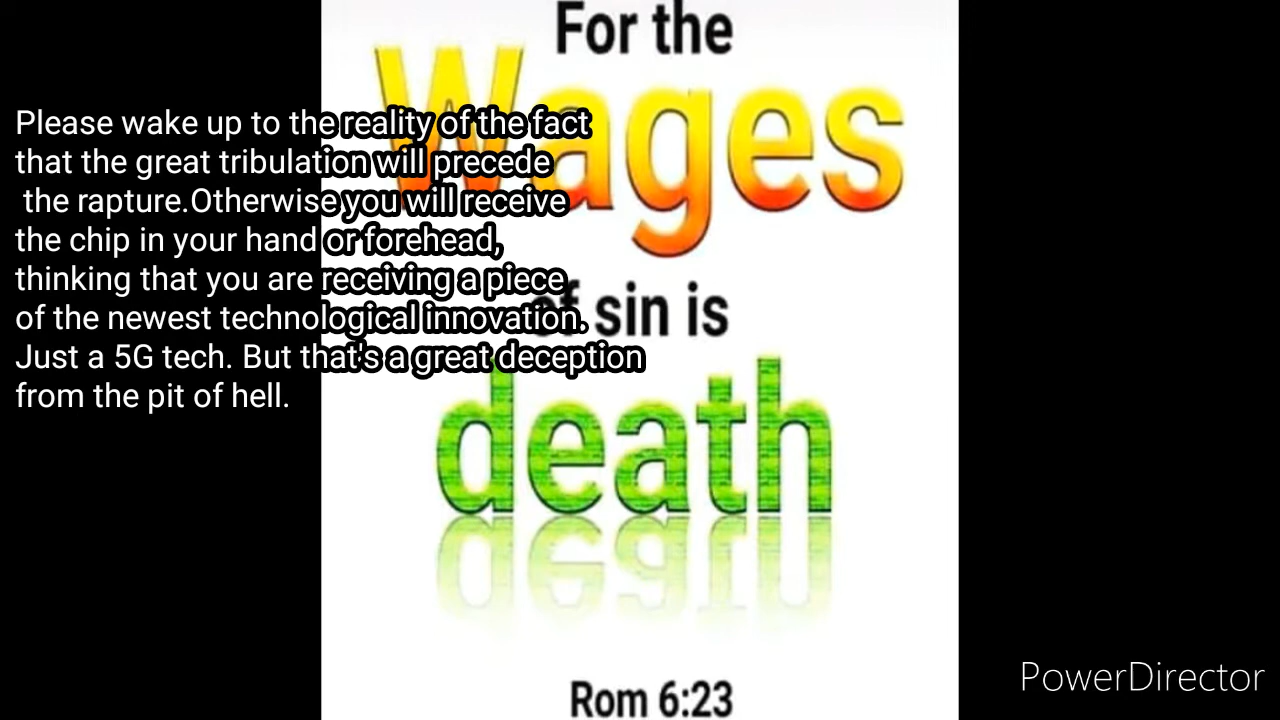 For the
Wages
of sin is
death
Rom 6:23
Please wake up to the reality of the fact
that the great tribulation will precede
the rapture.Otherwise you will receive
the chip in your hand or forehead,
thinking that you are receiving a piece
of the newest technological innovation.
Just a 5G tech. But that's a great deception
from the pit of hell.
PowerDirector